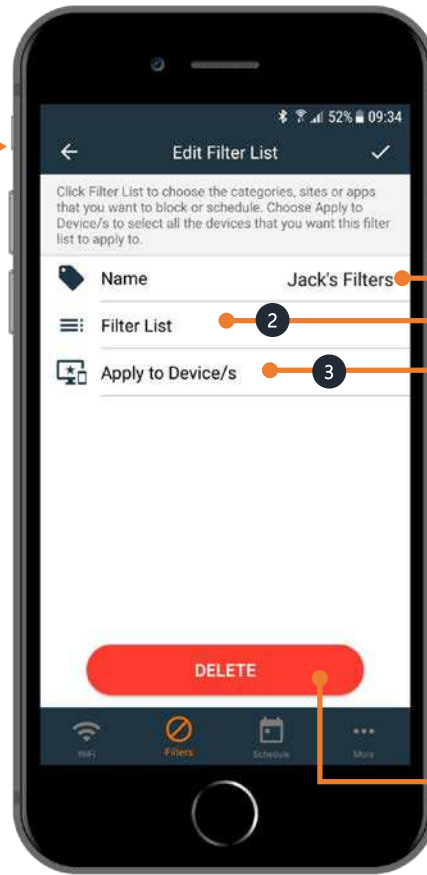 52% 09:34
Edit Filter List
Click Filter List to choose the categories, sites or apps
that you want to block or schedule. Choose Apply to
Device/s to select all the devices that you want this filter
list to apply to.
Name Jack's Filters
Filter List 2
Apply to Device/s 3
DELETE
WiFi Filters Schedule More